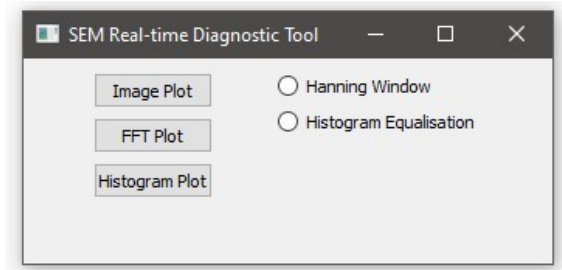 SEM Real-time Diagnostic Tool
Image Plot
Hanning Window
FFT Plot
Histogram Equalisation
Histogram Plot